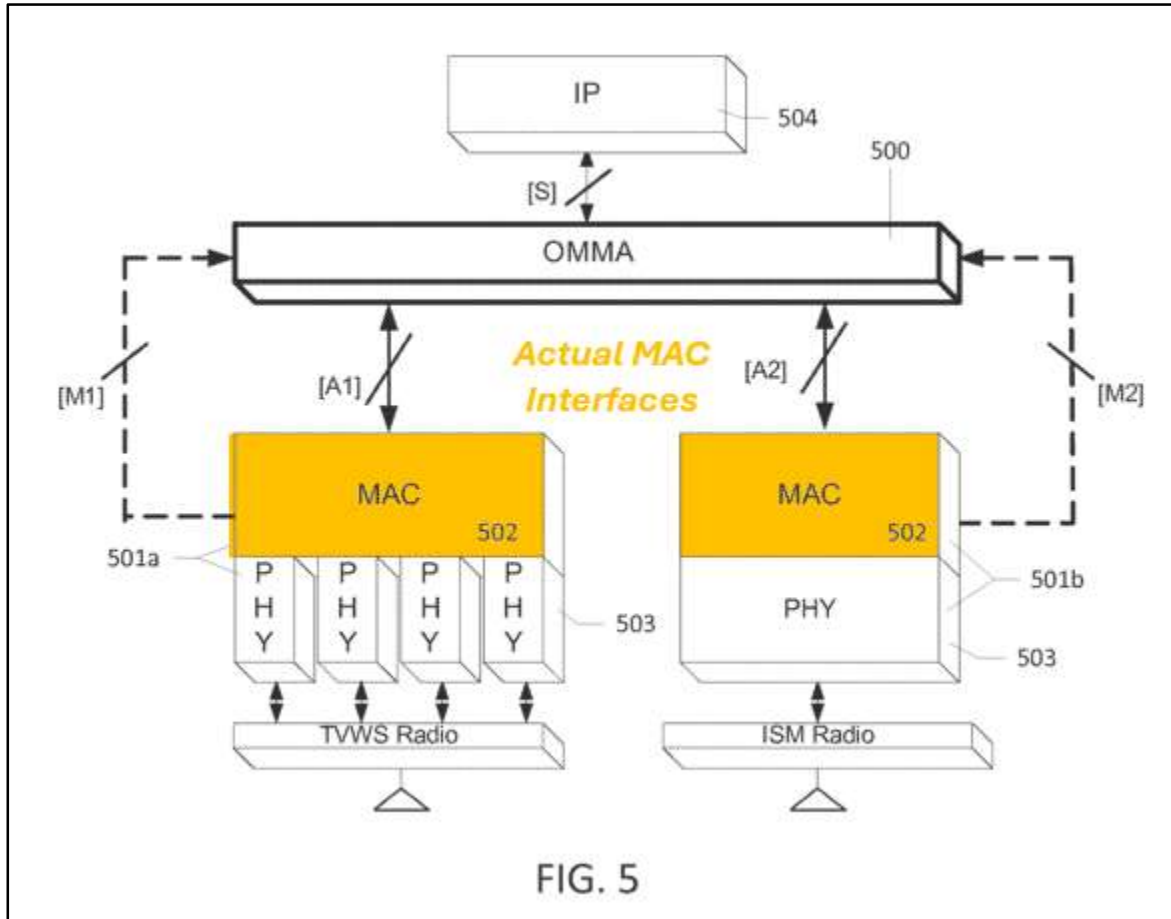 IP
504
500
[S]
OMMA
Actual MAC
Interfaces
[M1]
[A1]
[A2]
[M2]
MAC
502
MAC
502
501a
501b
P
H
Y
P
H
Y
P
H
Y
P
H
Y
503
PHY
503
TVWS Radio
ISM Radio
FIG. 5